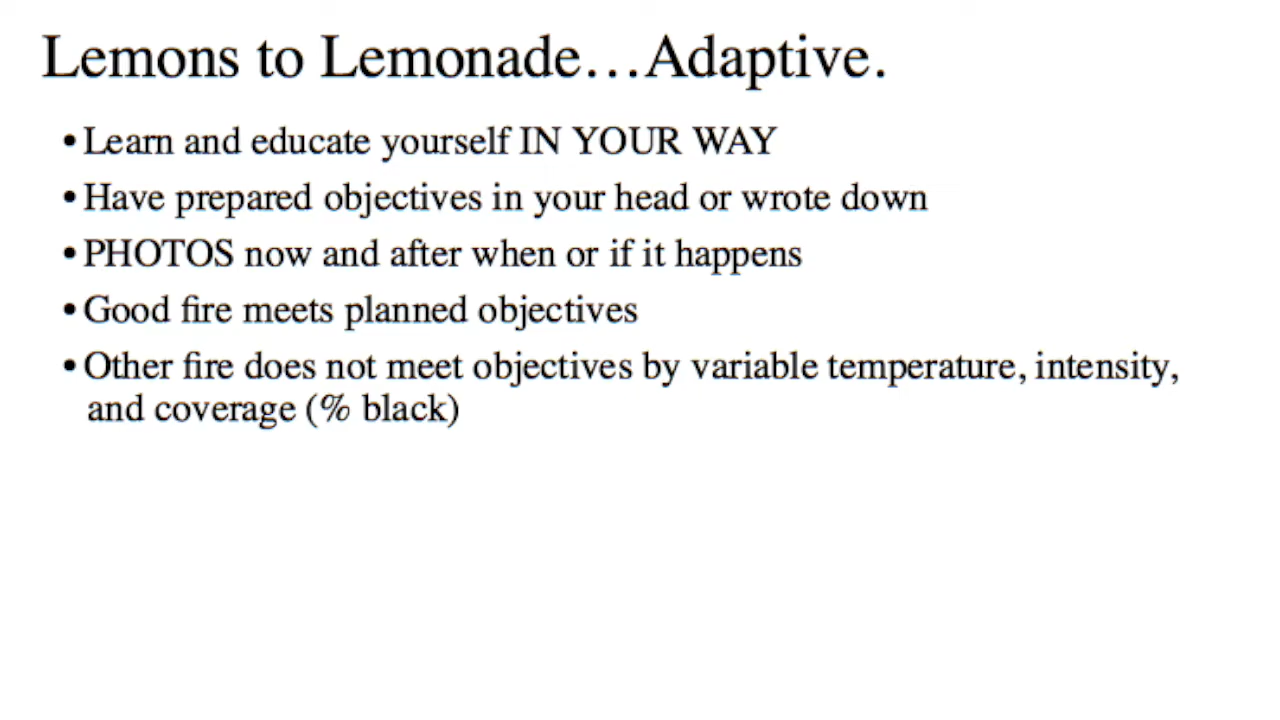 Lemons to Lemonade…Adaptive.
• Learn and educate yourself IN YOUR WAY
• Have prepared objectives in your head or wrote down
• PHOTOS now and after when or if it happens
• Good fire meets planned objectives
• Other fire does not meet objectives by variable temperature, intensity,
and coverage (% black)